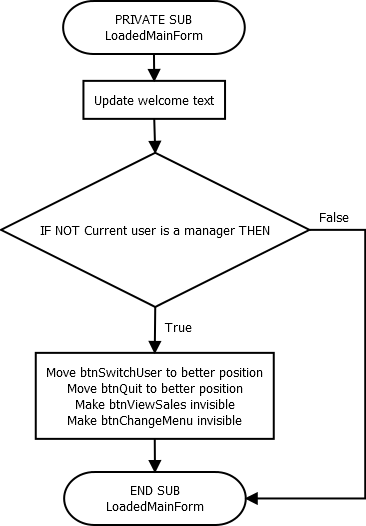 PRIVATE SUB
LoadedMainForm
Update welcome text
IF NOT Current user is a manager THEN
False
True
Move btnSwitchUser to better position
Move btnQuit to better position
Make btnViewSales invisible
Make btnChangeMenu invisible
END SUB
LoadedMainForm